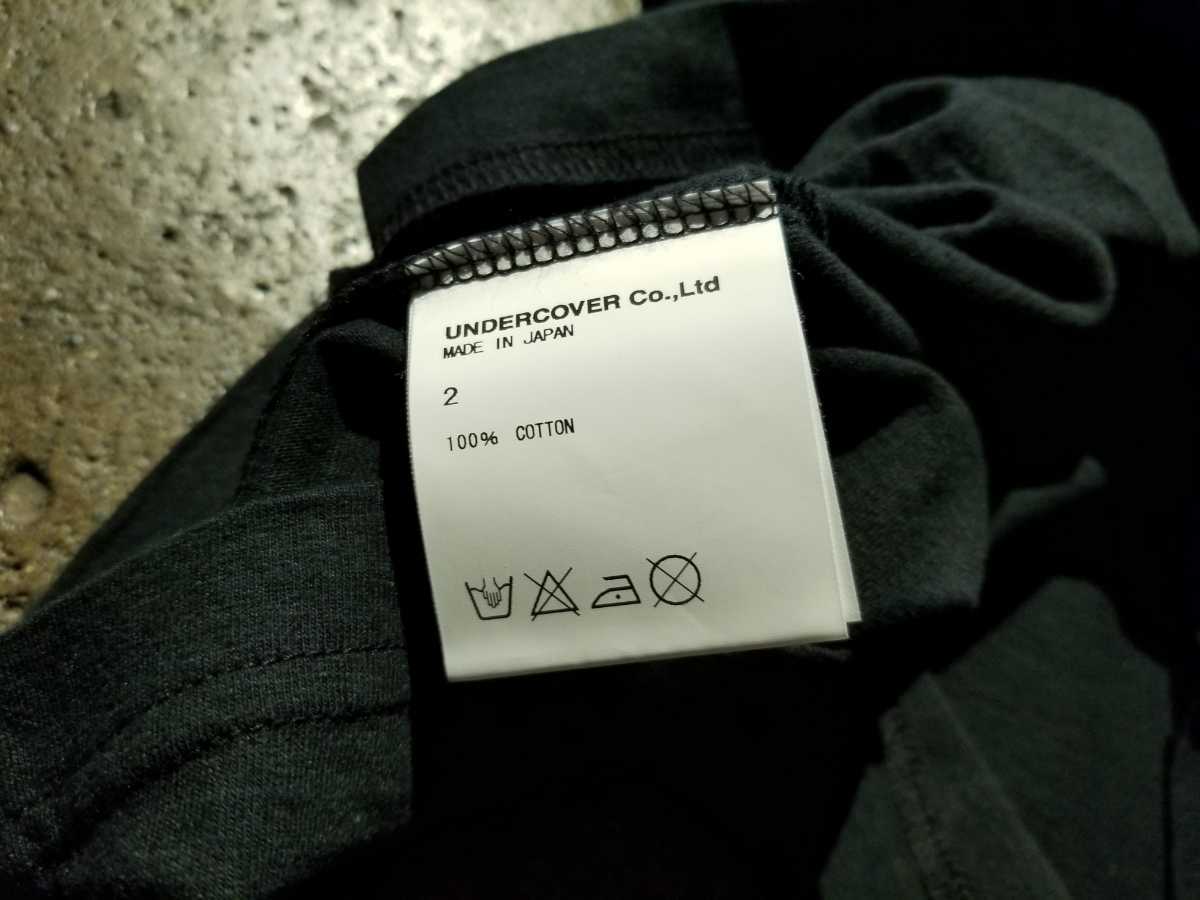 UNDERCOVER Co.,Ltd
MADE IN JAPAN
2
100% COTTON